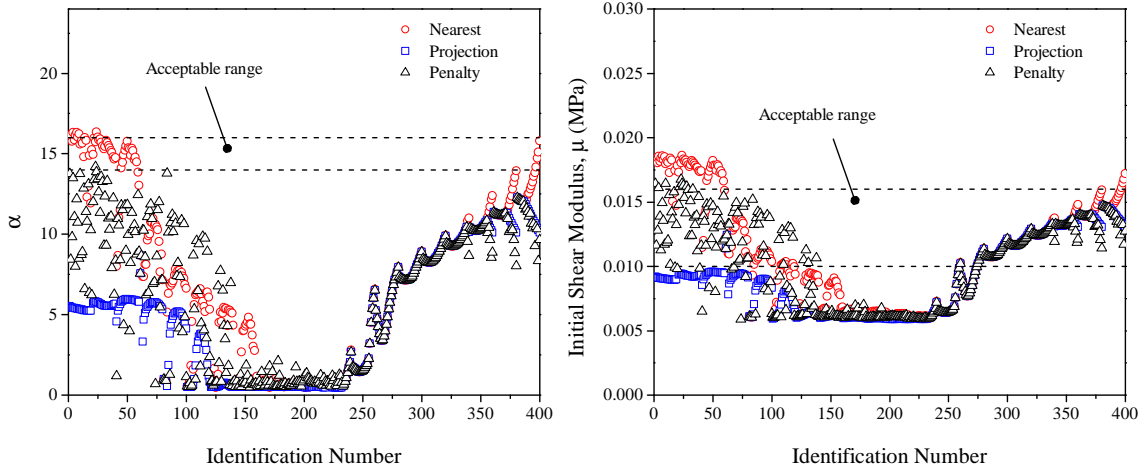 Nearest
Projection
Penalty
Acceptable range
20
15
10
5
0
α
0 50 100 150 200 250 300 350 400
Identification Number
Nearest
Projection
Penalty
Acceptable range
0.030
0.025
0.020
0.015
0.010
0.005
0.000
Initial Shear Modulus, μ (MPa)
0 50 100 150 200 250 300 350 400
Identification Number